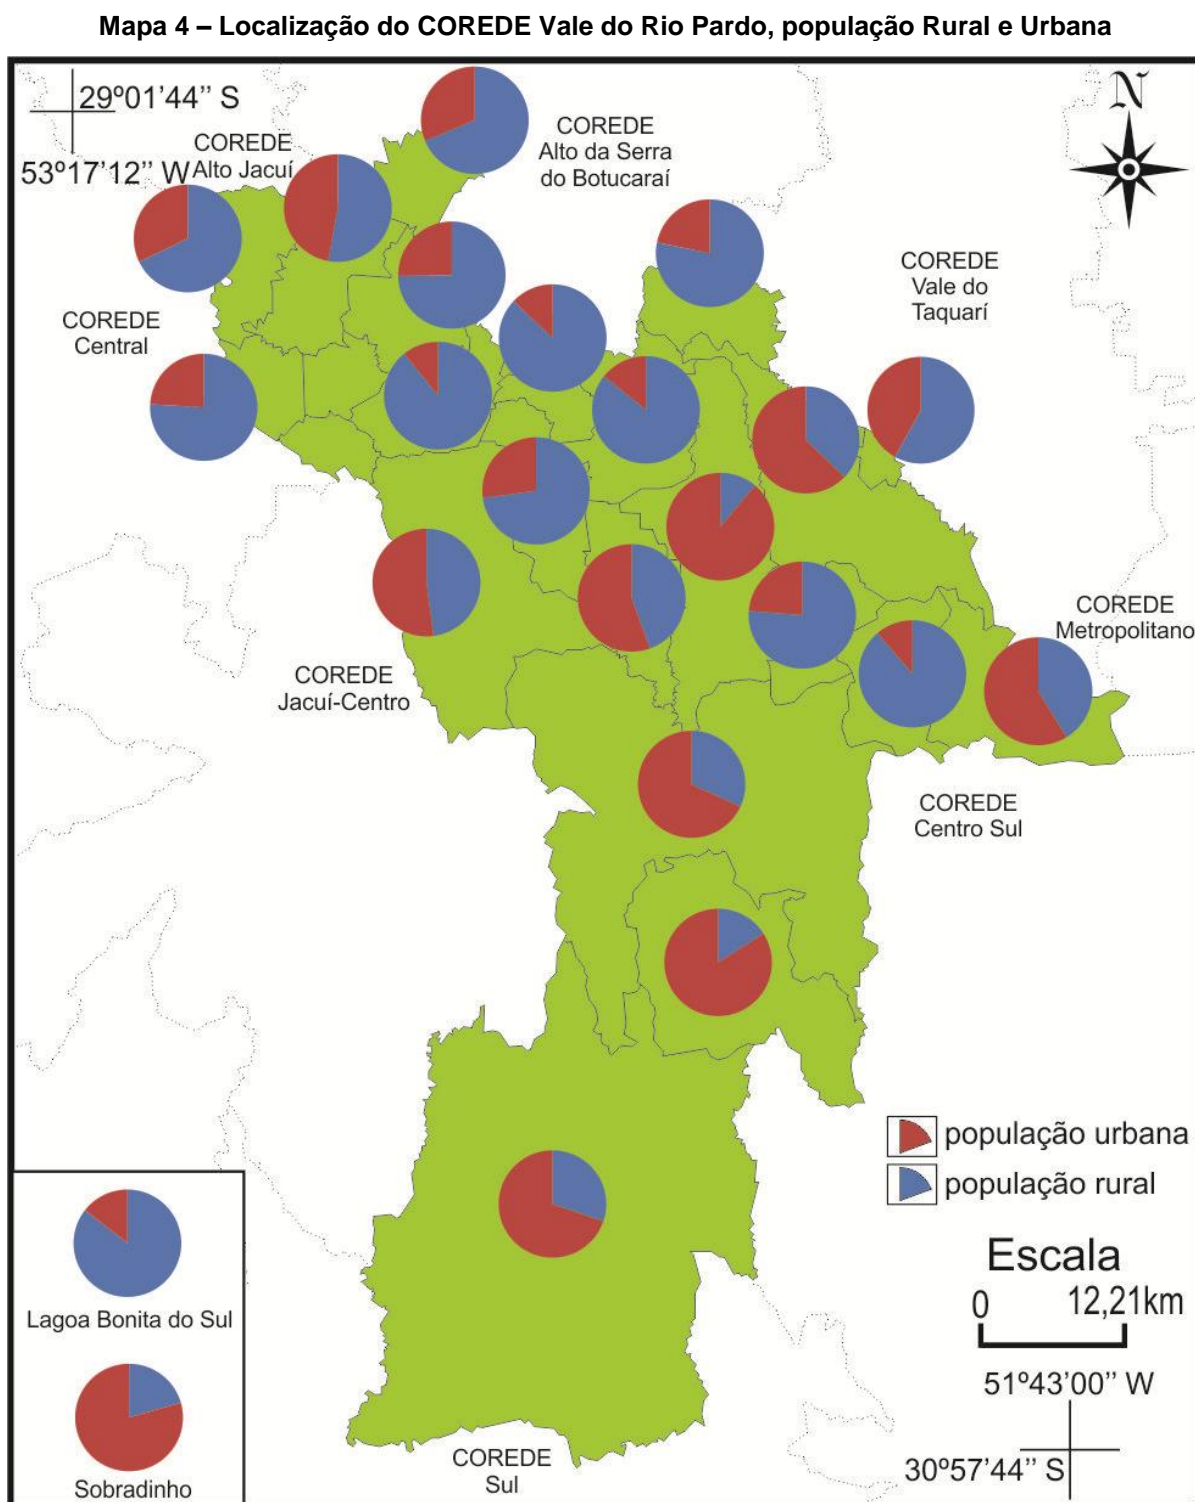 Mapa 4 – Localização do COREDE Vale do Rio Pardo, população Rural e Urbana
29º01'44'' S
53º17'12'' W
N
COREDE
Alto Jacuí
COREDE
Alto da Serra
do Botucaraí
COREDE
Vale do
Taquarí
COREDE
Central
COREDE
Metropolitano
COREDE
Jacuí-Centro
COREDE
Centro Sul
população urbana
população rural
Escala
0 12,21km
51º43'00'' W
30º57'44'' S
Lagoa Bonita do Sul
Sobradinho
COREDE
Sul